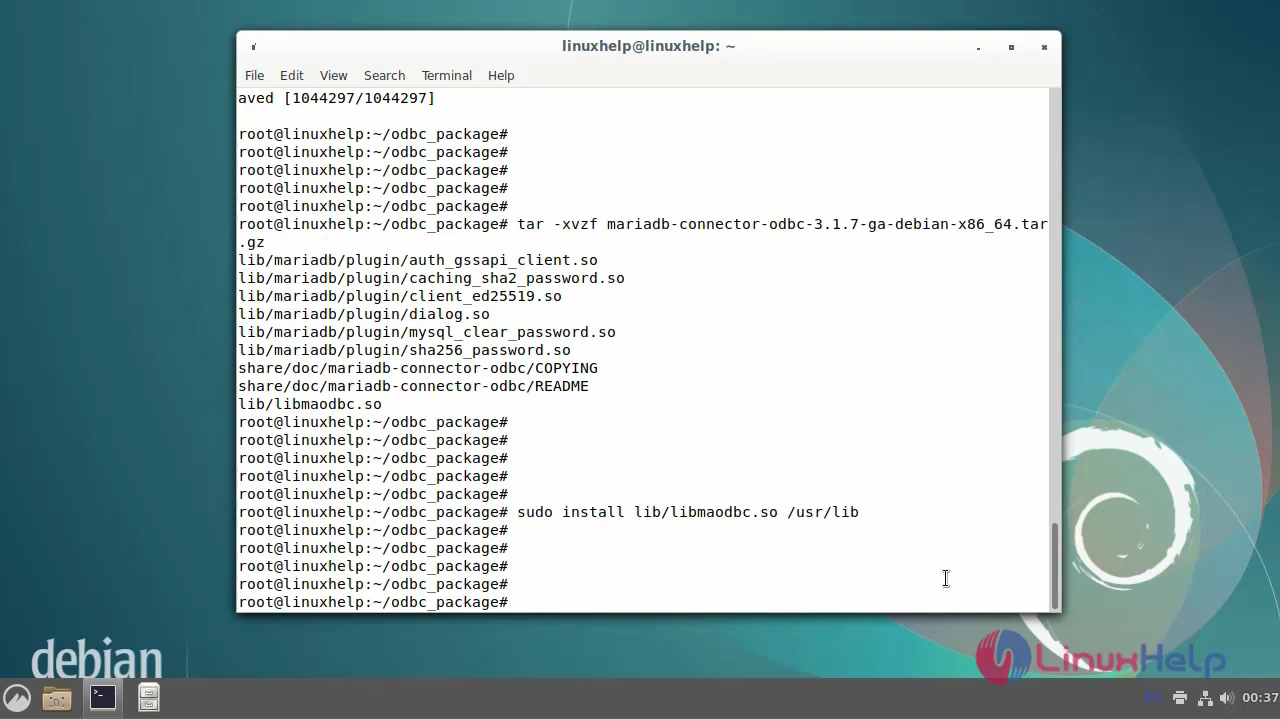 linuxhelp@linuxhelp: ~
File Edit View Search Terminal Help
aved [1044297/1044297]
root@linuxhelp:~/odbc_package#
root@linuxhelp:~/odbc_package#
root@linuxhelp:~/odbc_package#
root@linuxhelp:~/odbc_package#
root@linuxhelp:~/odbc_package#
root@linuxhelp:~/odbc_package# tar -xvzf mariadb-connector-odbc-3.1.7-ga-debian-x86_64.tar
.gz
lib/mariadb/plugin/auth_gssapi_client.so
lib/mariadb/plugin/caching_sha2_password.so
lib/mariadb/plugin/client_ed25519.so
lib/mariadb/plugin/dialog.so
lib/mariadb/plugin/mysql_clear_password.so
lib/mariadb/plugin/sha256_password.so
share/doc/mariadb-connector-odbc/COPYING
share/doc/mariadb-connector-odbc/README
lib/libmaodbc.so
root@linuxhelp:~/odbc_package#
root@linuxhelp:~/odbc_package#
root@linuxhelp:~/odbc_package#
root@linuxhelp:~/odbc_package#
root@linuxhelp:~/odbc_package#
root@linuxhelp:~/odbc_package# sudo install lib/libmaodbc.so /usr/lib
root@linuxhelp:~/odbc_package#
root@linuxhelp:~/odbc_package#
root@linuxhelp:~/odbc_package#
root@linuxhelp:~/odbc_package#
root@linuxhelp:~/odbc_package#
debian
LinuxHelp
00:37